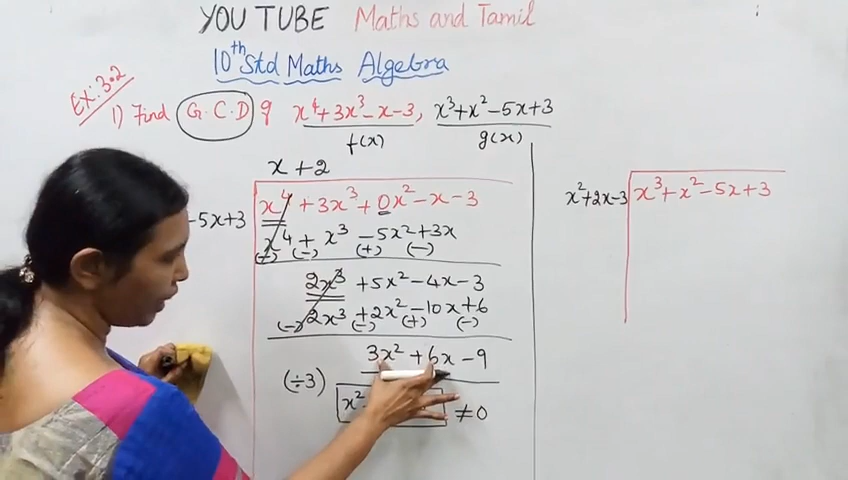 YOU TUBE Maths and Tamil
10th Std Maths Algebra
Ex: 3.2
1) Find G.C.D of x⁴+3x³-x-3, x³+x²-5x+3
f(x) g(x)
x + 2
-5x+3 x⁴ + 3x³ + 0x² - x - 3
x⁴ + x³ - 5x² + 3x
(-) (-) (+) (-)
2x³ + 5x² - 4x - 3
2x³ + 2x² - 10x + 6
(-) (-) (+) (-)
3x² + 6x - 9
(÷3) x² ≠ 0
x²+2x-3 x³+x²-5x+3